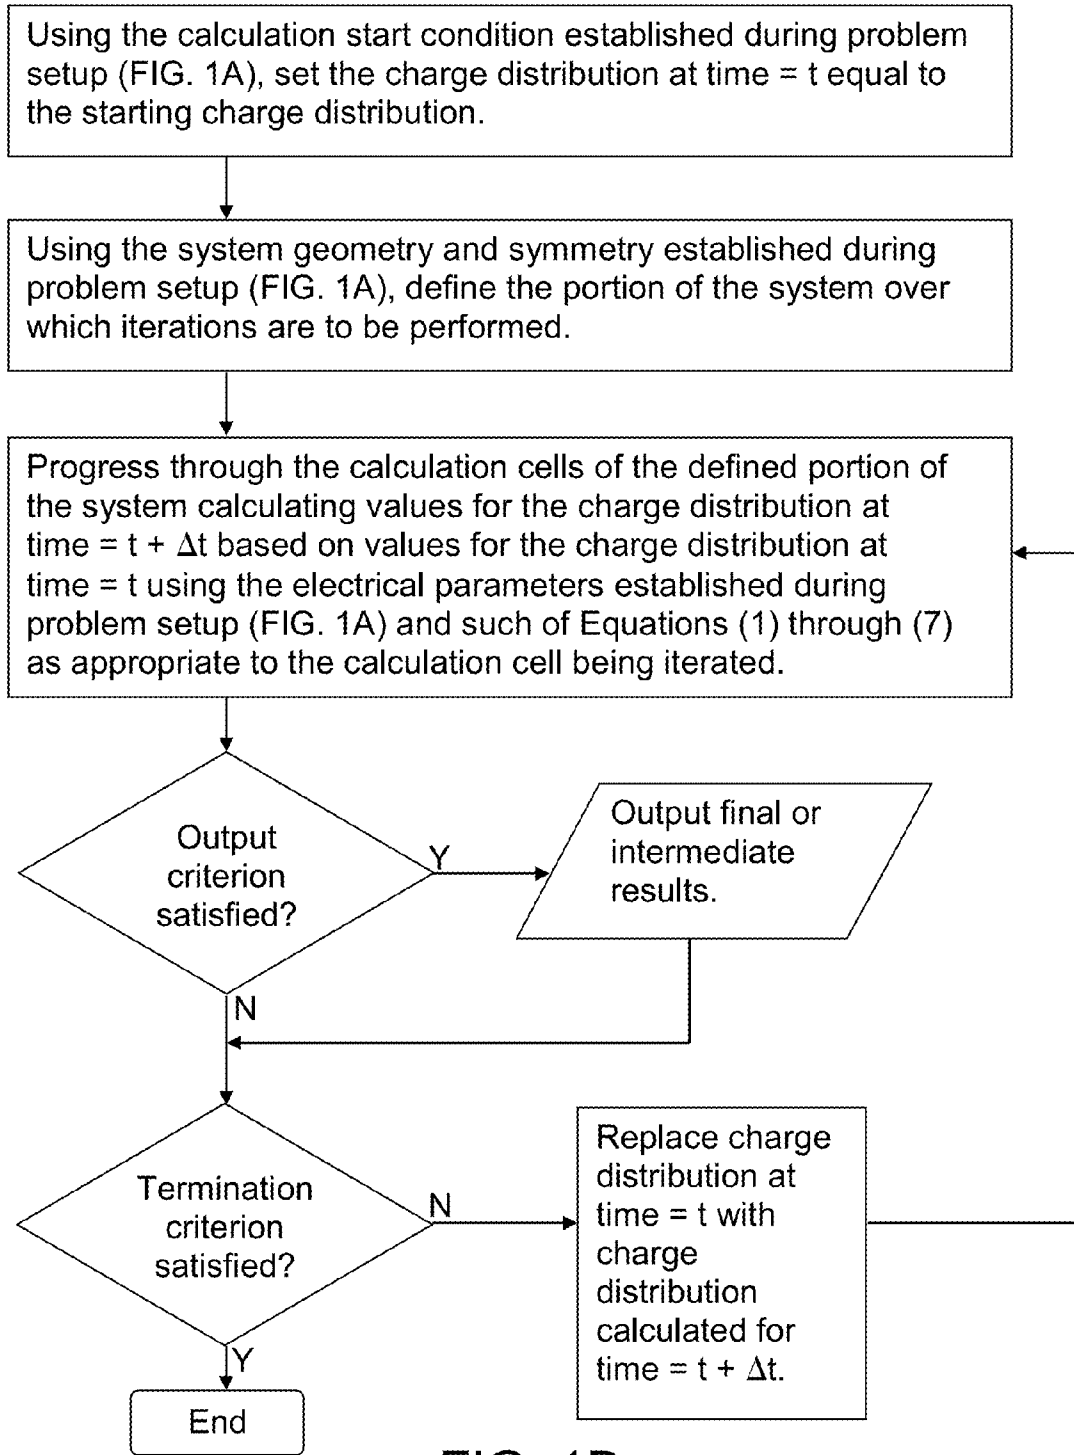 Using the calculation start condition established during problem
setup (FIG. 1A), set the charge distribution at time = t equal to
the starting charge distribution.
Using the system geometry and symmetry established during
problem setup (FIG. 1A), define the portion of the system over
which iterations are to be performed.
Progress through the calculation cells of the defined portion of
the system calculating values for the charge distribution at
time = t + Δt based on values for the charge distribution at
time = t using the electrical parameters established during
problem setup (FIG. 1A) and such of Equations (1) through (7)
as appropriate to the calculation cell being iterated.
Output
criterion
satisfied?
Y
Output final or
intermediate
results.
N
Termination
criterion
satisfied?
N
Replace charge
distribution at
time = t with
charge
distribution
calculated for
time = t + Δt.
Y
End